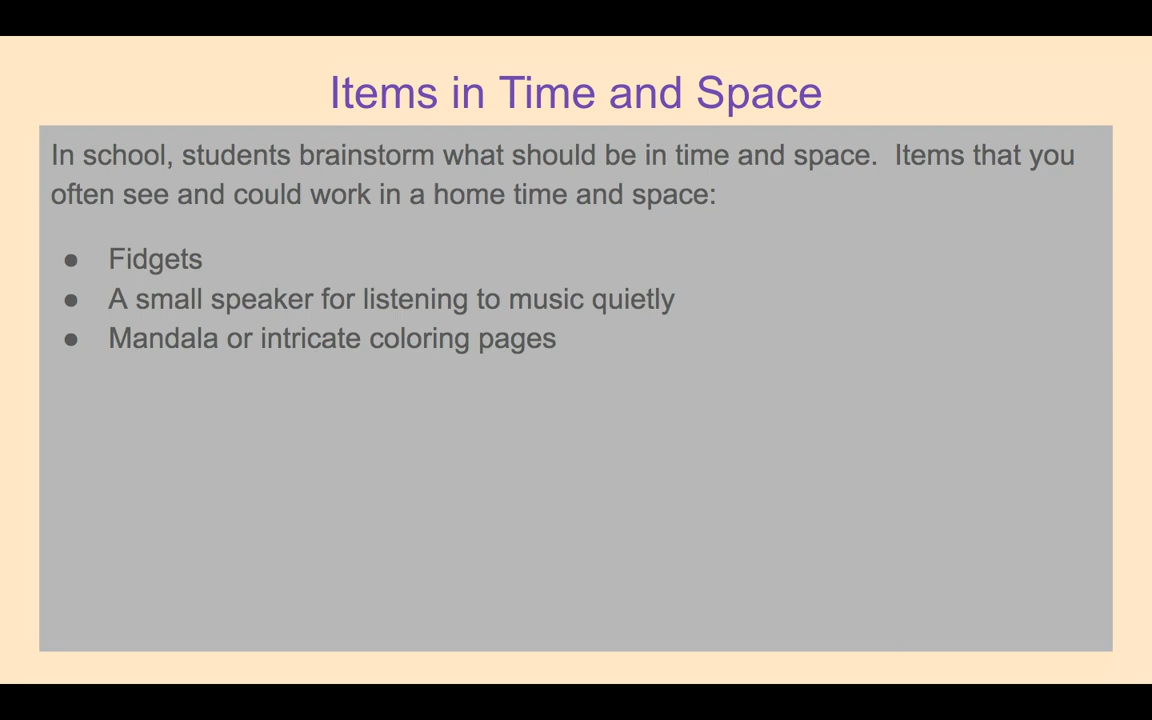 Items in Time and Space
In school, students brainstorm what should be in time and space.  Items that you
often see and could work in a home time and space:
● Fidgets
● A small speaker for listening to music quietly
● Mandala or intricate coloring pages